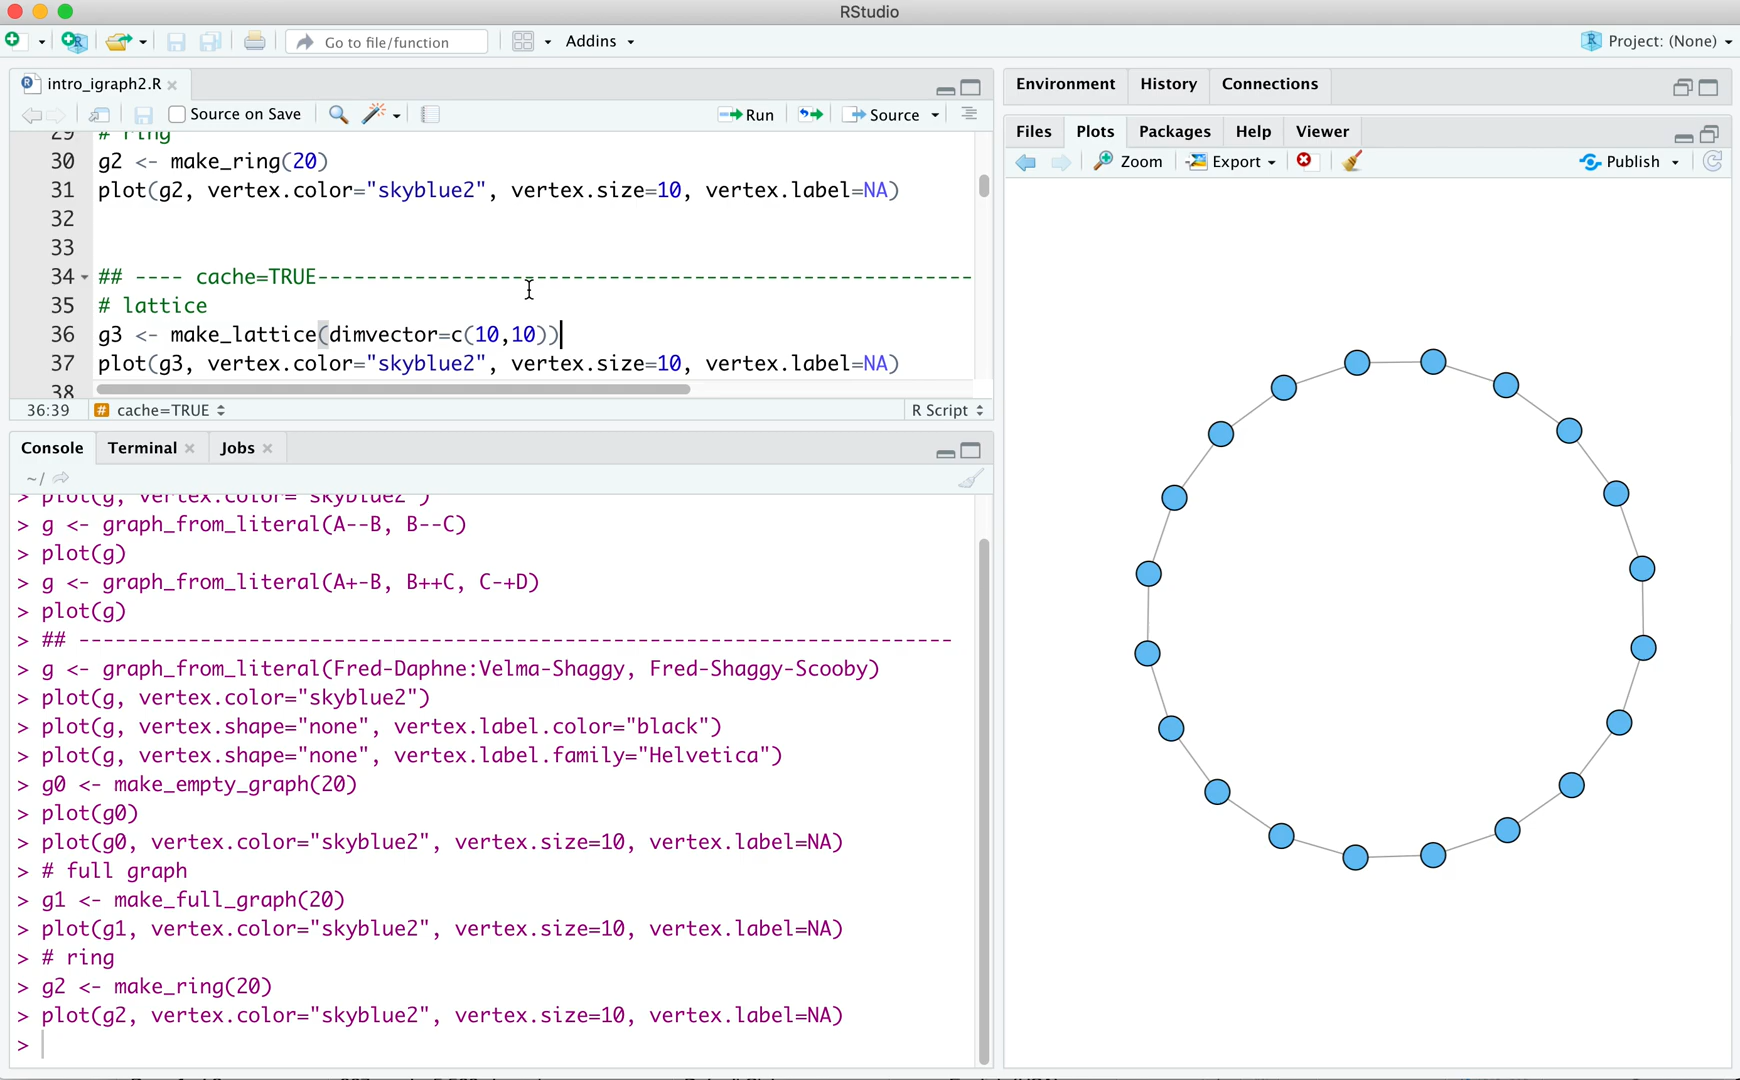 RStudio
Go to file/function
Addins
Project: (None)
intro_igraph2.R
Source on Save
Run
Source
29 # ring
30 g2 <- make_ring(20)
31 plot(g2, vertex.color="skyblue2", vertex.size=10, vertex.label=NA)
32
33
34 ## ---- cache=TRUE------------------------------------------------------
35 # lattice
36 g3 <- make_lattice(dimvector=c(10,10))
37 plot(g3, vertex.color="skyblue2", vertex.size=10, vertex.label=NA)
38
36:39 # cache=TRUE R Script
Console Terminal Jobs
~/
> plot(g, vertex.color="skyblue2")
> g <- graph_from_literal(A--B, B--C)
> plot(g)
> g <- graph_from_literal(A+-B, B++C, C-+D)
> plot(g)
> ## ------------------------------------------------------------------------
> g <- graph_from_literal(Fred-Daphne:Velma-Shaggy, Fred-Shaggy-Scooby)
> plot(g, vertex.color="skyblue2")
> plot(g, vertex.shape="none", vertex.label.color="black")
> plot(g, vertex.shape="none", vertex.label.family="Helvetica")
> g0 <- make_empty_graph(20)
> plot(g0)
> plot(g0, vertex.color="skyblue2", vertex.size=10, vertex.label=NA)
> # full graph
> g1 <- make_full_graph(20)
> plot(g1, vertex.color="skyblue2", vertex.size=10, vertex.label=NA)
> # ring
> g2 <- make_ring(20)
> plot(g2, vertex.color="skyblue2", vertex.size=10, vertex.label=NA)
>
Environment History Connections
Files Plots Packages Help Viewer
Zoom Export Publish